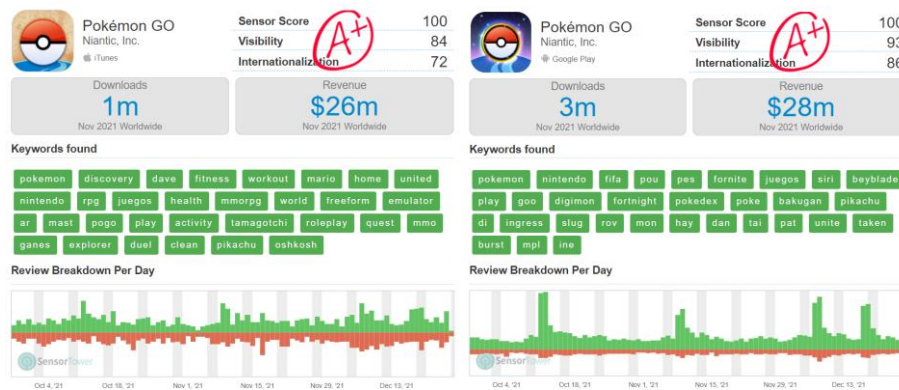 Pokémon GO
Niantic, Inc.
iTunes
Sensor Score 100
Visibility 84
Internationalization 72
A+
Downloads
1m
Nov 2021 Worldwide
Revenue
$26m
Nov 2021 Worldwide
Keywords found
pokemon discovery dave fitness workout mario home united
nintendo rpg juegos health mmorpg world freeform emulator
ar mast pogo play activity tamagotchi roleplay quest mmo
ganes explorer duel clean pikachu oshkosh
Review Breakdown Per Day
SensorTower
Oct 4, '21 Oct 18, '21 Nov 1, '21 Nov 15, '21 Nov 29, '21 Dec 13, '21
Pokémon GO
Niantic, Inc.
Google Play
Sensor Score 100
Visibility 93
Internationalization 86
A+
Downloads
3m
Nov 2021 Worldwide
Revenue
$28m
Nov 2021 Worldwide
Keywords found
pokemon nintendo fifa pou pes fornite juegos siri beyblade
play goo digimon fortnight pokedex poke bakugan pikachu
di ingress slug rov mon hay dan tai pat unite taken
burst mpl ine
Review Breakdown Per Day
SensorTower
Oct 4, '21 Oct 18, '21 Nov 1, '21 Nov 15, '21 Nov 29, '21 Dec 13, '21